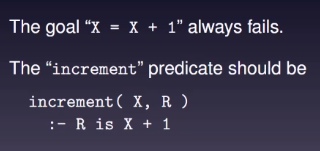 The goal “X = X + 1” always fails.
The “increment” predicate should be
increment( X, R )
:- R is X + 1